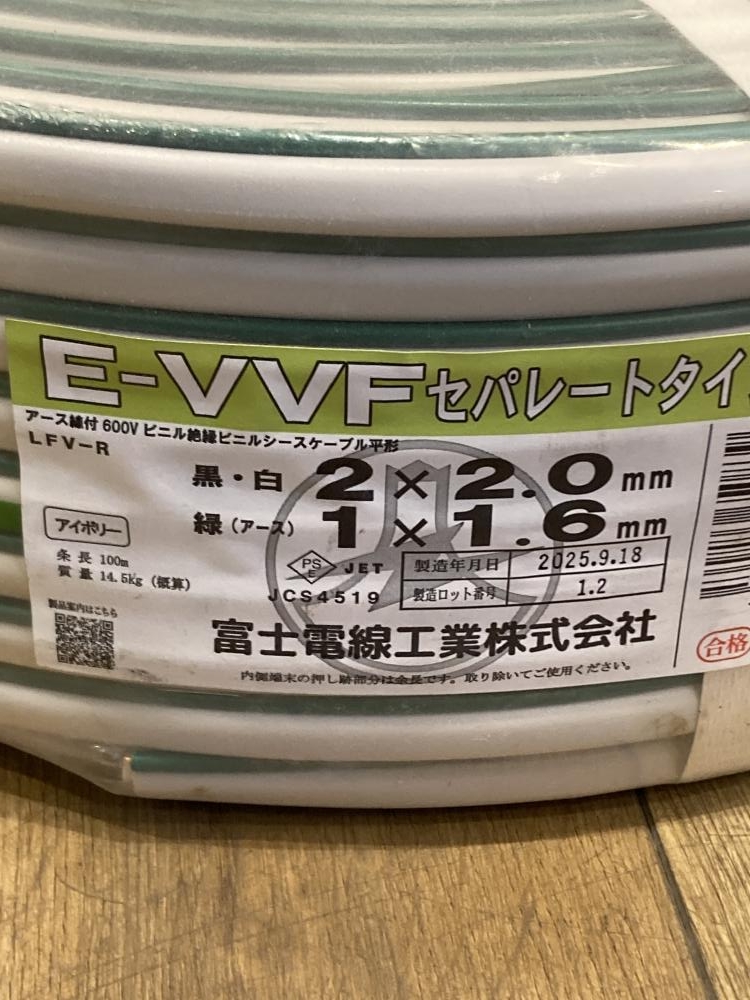 E-VVFセパレートタイ
アース線付 600V ビニル絶縁ビニルシースケーブル平形
LFV-R
黒・白 2×2.0mm
緑(アース) 1×1.6mm
アイボリー
条長 100m
質量 14.5kg (概算)
PS
E
JET
JCS4519
製造年月日 2025.9.18
製造ロット番号 1.2
製品案内はこちら
富士電線工業株式会社
合格
内側端末の押し跡部分は余長です。取り除いてご使用ください。